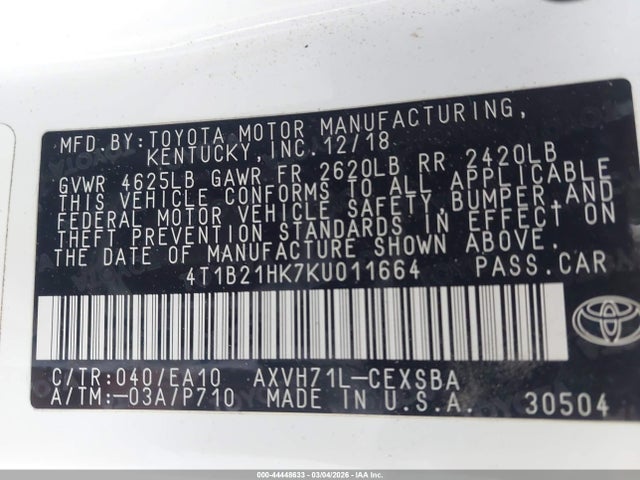 MFD. BY: TOYOTA MOTOR MANUFACTURING,
KENTUCKY, INC. 12/18
GVWR 4625LB GAWR FR 2620LB RR 2420LB
THIS VEHICLE CONFORMS TO ALL APPLICABLE
FEDERAL MOTOR VEHICLE SAFETY, BUMPER, AND
THEFT PREVENTION STANDARDS IN EFFECT ON
THE DATE OF MANUFACTURE SHOWN ABOVE.
4T1B21HK7KU011664 PASS. CAR
C/TR: 040/EA10 AXVH71L-CEXSBA
A/TM: -03A/P710 MADE IN U.S.A. 30504
000-44448633 - 03/04/2026 - IAA Inc.